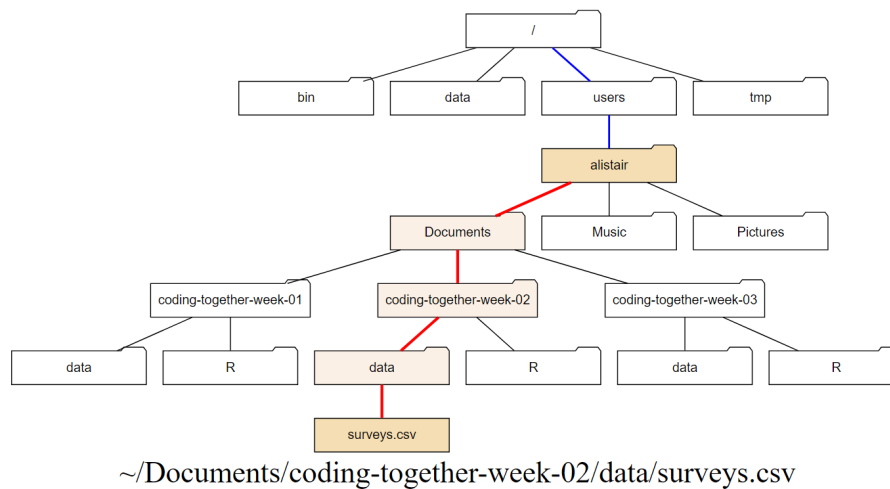 /
bin data users tmp
alistair
Documents Music Pictures
coding-together-week-01 coding-together-week-02 coding-together-week-03
data R data R data R
surveys.csv
~/Documents/coding-together-week-02/data/surveys.csv